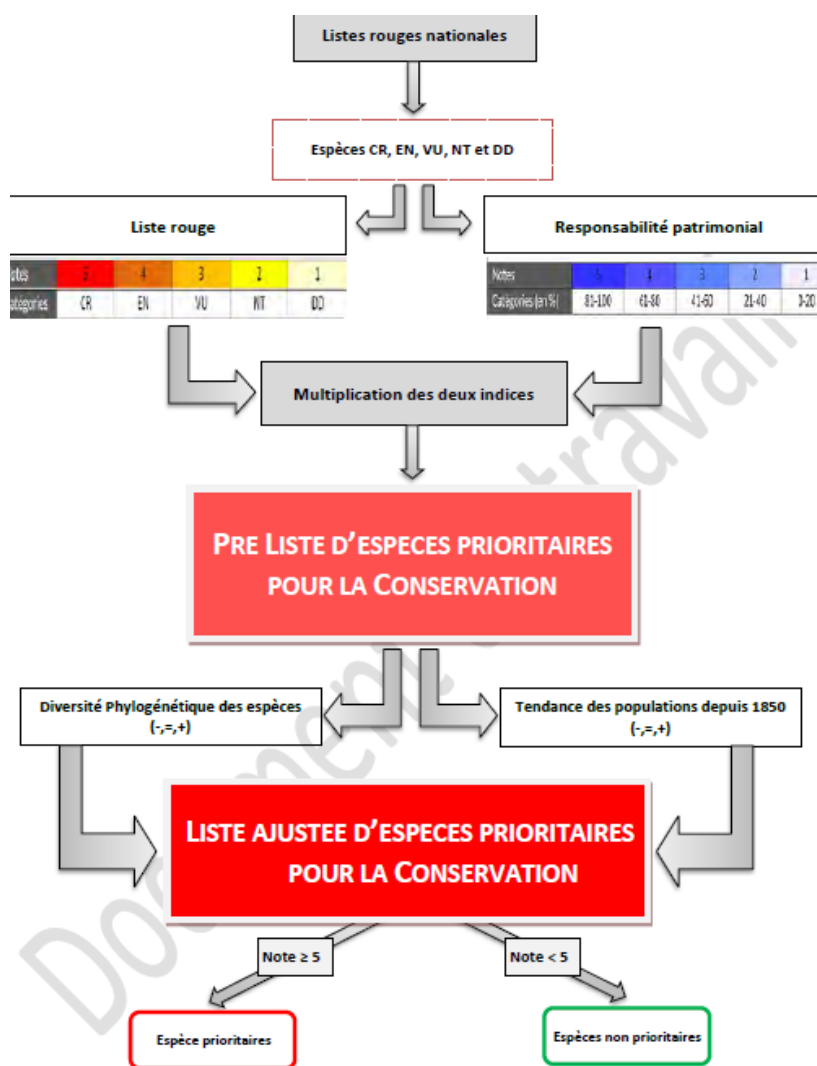 Listes rouges nationales
Espèces CR, EN, VU, NT et DD
Liste rouge
Responsabilité patrimonial
otes 5 4 3 2 1
atégories CR EN VU NT DD
Notes 5 4 3 2 1
Catégories (en %) 81-100 61-80 41-60 21-40 0-20
Multiplication des deux indices
PRE LISTE D'ESPECES PRIORITAIRES
POUR LA CONSERVATION
Diversité Phylogénétique des espèces
(-,=,+)
Tendance des populations depuis 1850
(-,=,+)
LISTE AJUSTEE D'ESPECES PRIORITAIRES
POUR LA CONSERVATION
Note ≥ 5
Note < 5
Espèce prioritaires
Espèces non prioritaires
Document travail